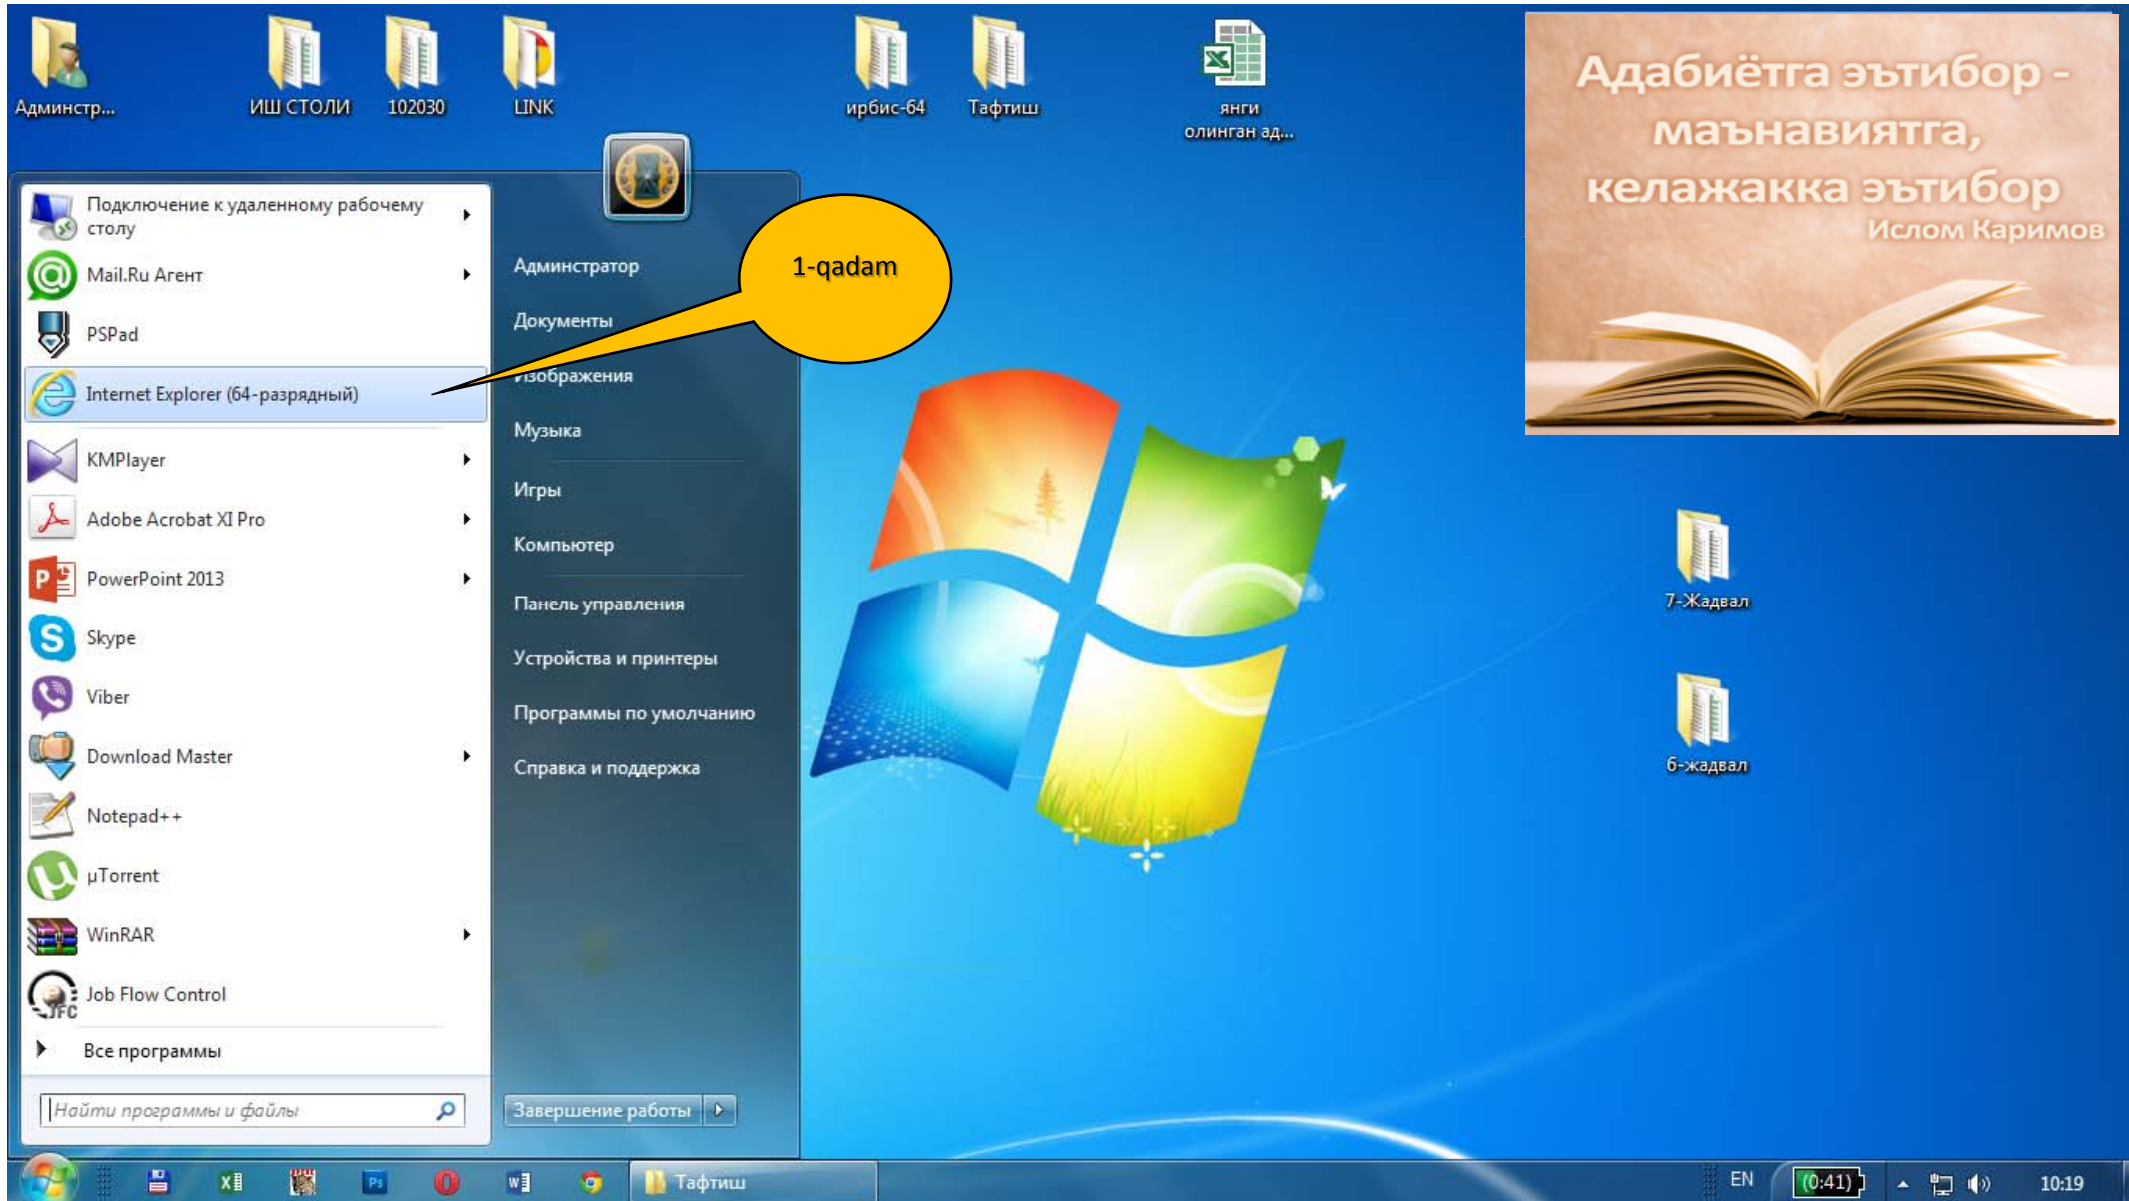 Админстр...
ИШ СТОЛИ
102030
LINK
ирбис-64
Тафтиш
янги
олинган ад...
Адабиётга эътибор -
маънавиятга,
келажакка эътибор
Ислом Каримов
Подключение к удаленному рабочему
столу
Mail.Ru Агент
PSPad
Internet Explorer (64-разрядный)
KMPlayer
Adobe Acrobat XI Pro
PowerPoint 2013
Skype
Viber
Download Master
Notepad++
µTorrent
WinRAR
Job Flow Control
Все программы
Найти программы и файлы
Админстратор
Документы
Изображения
Музыка
Игры
Компьютер
Панель управления
Устройства и принтеры
Программы по умолчанию
Справка и поддержка
Завершение работы
1-qadam
7-Жадвал
6-жадвал
Тафтиш
EN
(0:41)
10:19